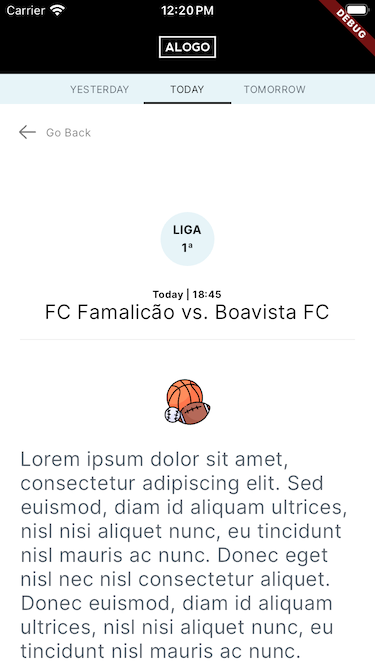 Carrier 12:20 PM
DEBUG
ALOGO
YESTERDAY TODAY TOMORROW
Go Back
LIGA
1ª
Today | 18:45
FC Famalicão vs. Boavista FC
Lorem ipsum dolor sit amet,
consectetur adipiscing elit. Sed
euismod, diam id aliquam ultrices,
nisl nisi aliquet nunc, eu tincidunt
nisl mauris ac nunc. Donec eget
nisl nec nisl consectetur aliquet.
Donec euismod, diam id aliquam
ultrices, nisl nisi aliquet nunc, eu
tincidunt nisl mauris ac nunc.